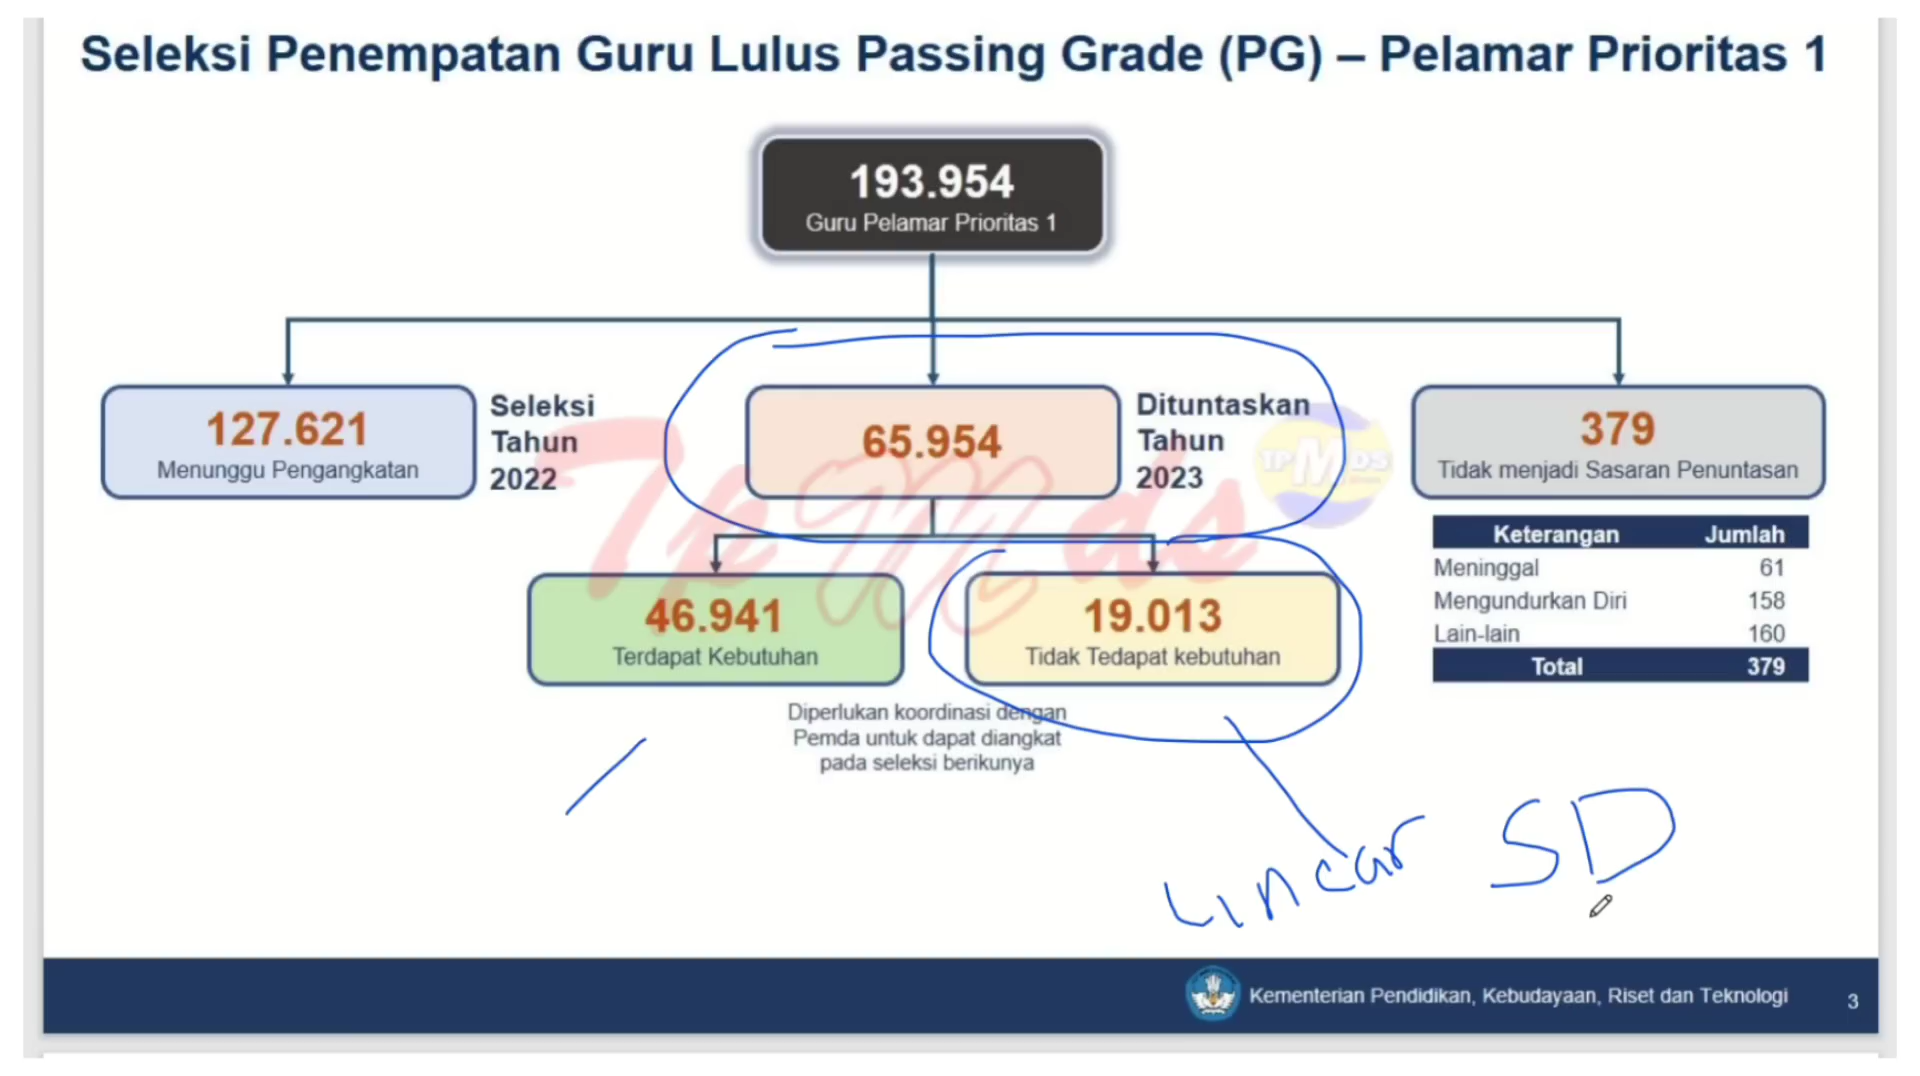 Seleksi Penempatan Guru Lulus Passing Grade (PG) – Pelamar Prioritas 1
193.954
Guru Pelamar Prioritas 1
127.621
Menunggu Pengangkatan
Seleksi
Tahun
2022
65.954
Dituntaskan
Tahun
2023
379
Tidak menjadi Sasaran Penuntasan
TPMDS
Tp M ds
46.941
Terdapat Kebutuhan
19.013
Tidak Tedapat kebutuhan
Diperlukan koordinasi dengan
Pemda untuk dapat diangkat
pada seleksi berikunya
Keterangan Jumlah
Meninggal 61
Mengundurkan Diri 158
Lain-lain 160
Total 379
Lincar SD
Kementerian Pendidikan, Kebudayaan, Riset dan Teknologi
3